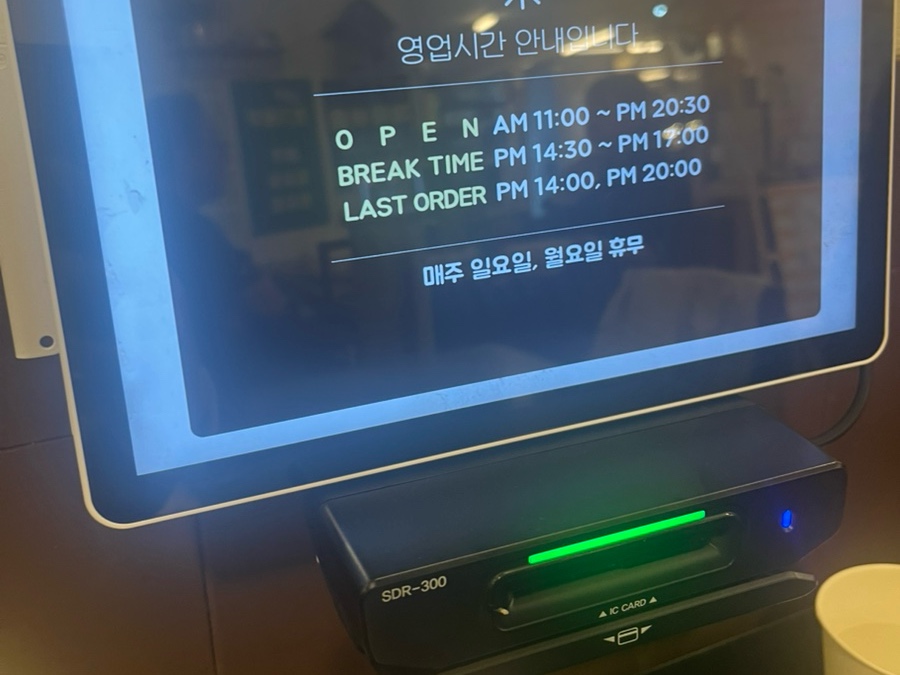 영업시간 안내입니다
O P E N AM 11:00 ~ PM 20:30
BREAK TIME PM 14:30 ~ PM 17:00
LAST ORDER PM 14:00, PM 20:00
매주 일요일, 월요일 휴무
SDR-300
▲ IC CARD ▲